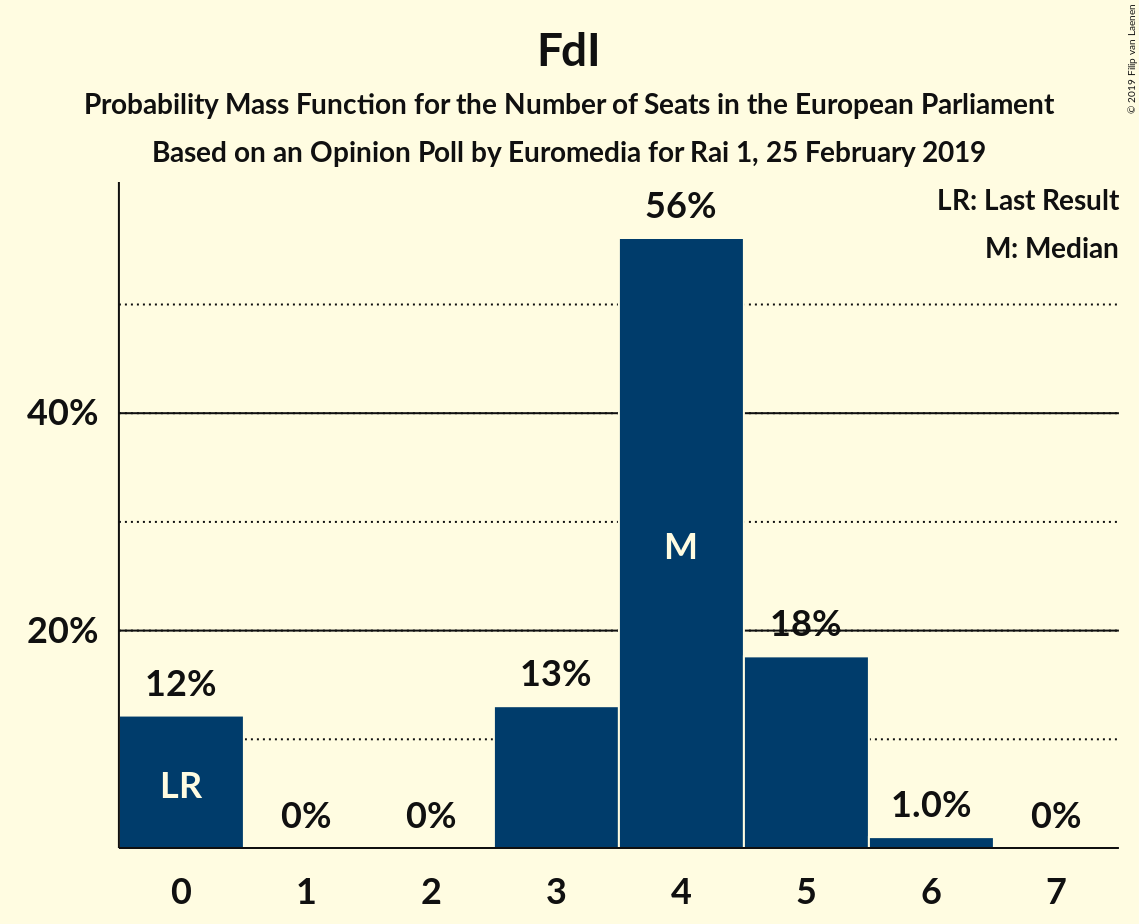 FdI
Probability Mass Function for the Number of Seats in the European Parliament
Based on an Opinion Poll by Euromedia for Rai 1, 25 February 2019
© 2019 Filip van Laenen
LR: Last Result
M: Median
56%
40%
M
20%
18%
13%
12%
LR
1.0%
0%
0%
0%
0 1 2 3 4 5 6 7